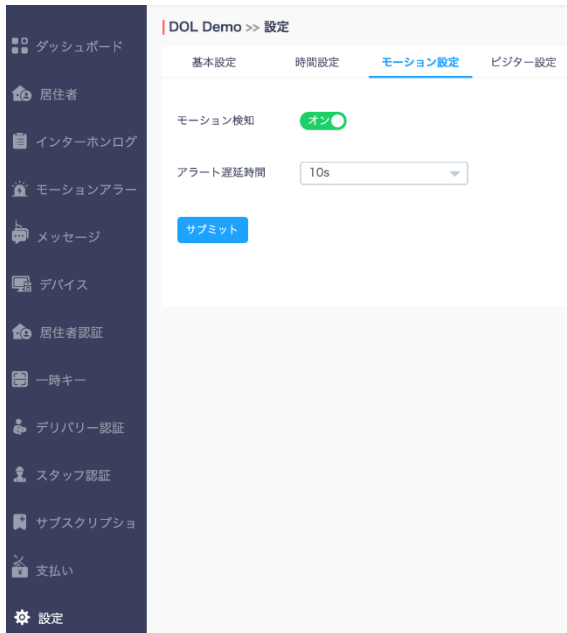 DOL Demo >> 設定
基本設定
時間設定
モーション設定
ビジター設定
モーション検知
オン
アラート遅延時間
10s
サブミット
ダッシュボード
居住者
インターホンログ
モーションアラー
メッセージ
デバイス
居住者認証
一時キー
デリバリー認証
スタッフ認証
サブスクリプショ
ン
支払い
設定